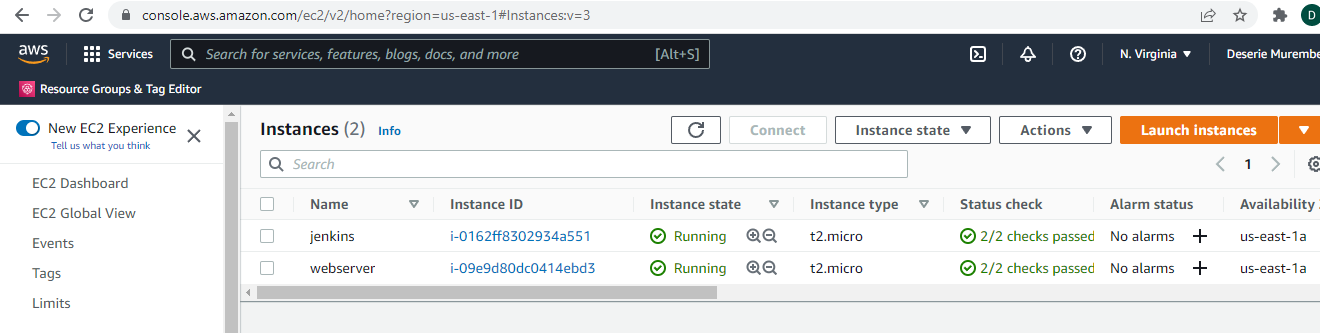 console.aws.amazon.com/ec2/v2/home?region=us-east-1#Instances:v=3
D
aws
Services
Search for services, features, blogs, docs, and more
[Alt+S]
N. Virginia
Deserie Murembe
Resource Groups & Tag Editor
New EC2 Experience
Tell us what you think
EC2 Dashboard
EC2 Global View
Events
Tags
Limits
Instances (2) Info
Connect
Instance state
Actions
Launch instances
Search
1
Name Instance ID Instance state Instance type Status check Alarm status Availability
jenkins i-0162ff8302934a551 Running t2.micro 2/2 checks passed No alarms us-east-1a
webserver i-09e9d80dc0414ebd3 Running t2.micro 2/2 checks passed No alarms us-east-1a